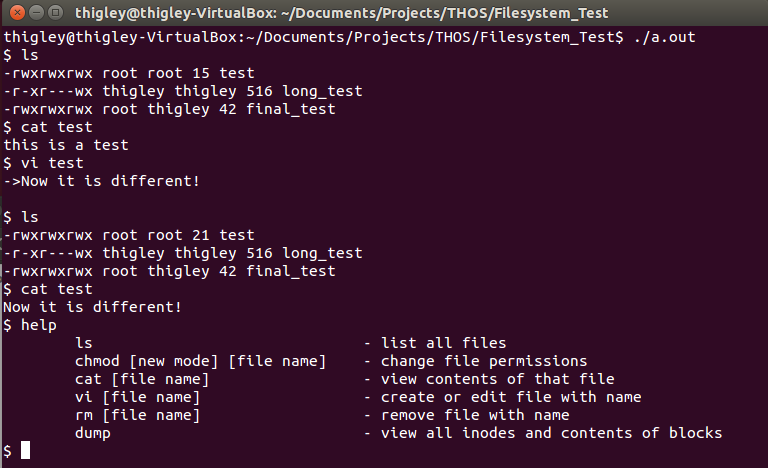 thigley@thigley-VirtualBox: ~/Documents/Projects/THOS/Filesystem_Test
thigley@thigley-VirtualBox:~/Documents/Projects/THOS/Filesystem_Test$ ./a.out
$ ls
-rwxrwxrwx root root 15 test
-r-xr---wx thigley thigley 516 long_test
-rwxrwxrwx root thigley 42 final_test
$ cat test
this is a test
$ vi test
->Now it is different!

$ ls
-rwxrwxrwx root root 21 test
-r-xr---wx thigley thigley 516 long_test
-rwxrwxrwx root thigley 42 final_test
$ cat test
Now it is different!
$ help
        ls                              - list all files
        chmod [new mode] [file name]    - change file permissions
        cat [file name]                 - view contents of that file
        vi [file name]                  - create or edit file with name
        rm [file name]                  - remove file with name
        dump                            - view all inodes and contents of blocks
$